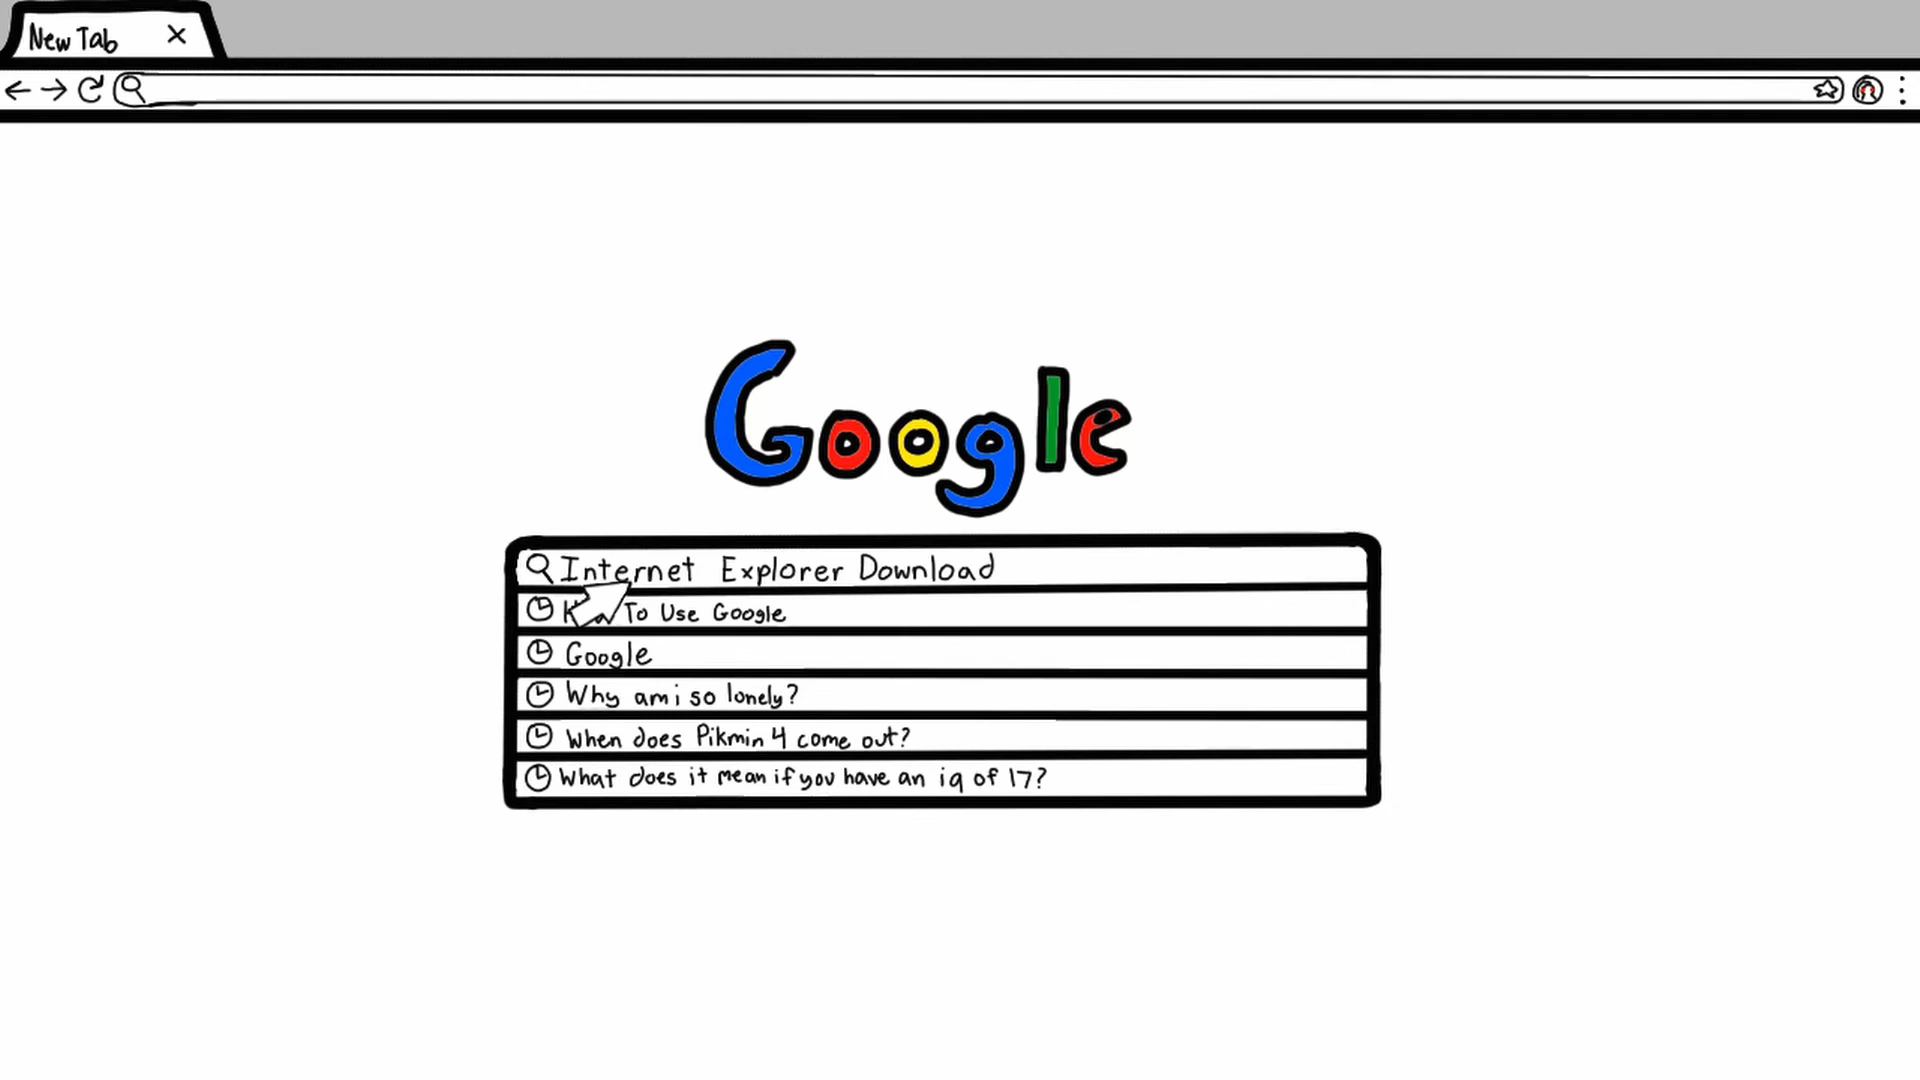 New Tab
Google
Internet Explorer Download
To Use Google
Google
Why am i so lonely?
When does Pikmin 4 come out?
What does it mean if you have an iq of 17?